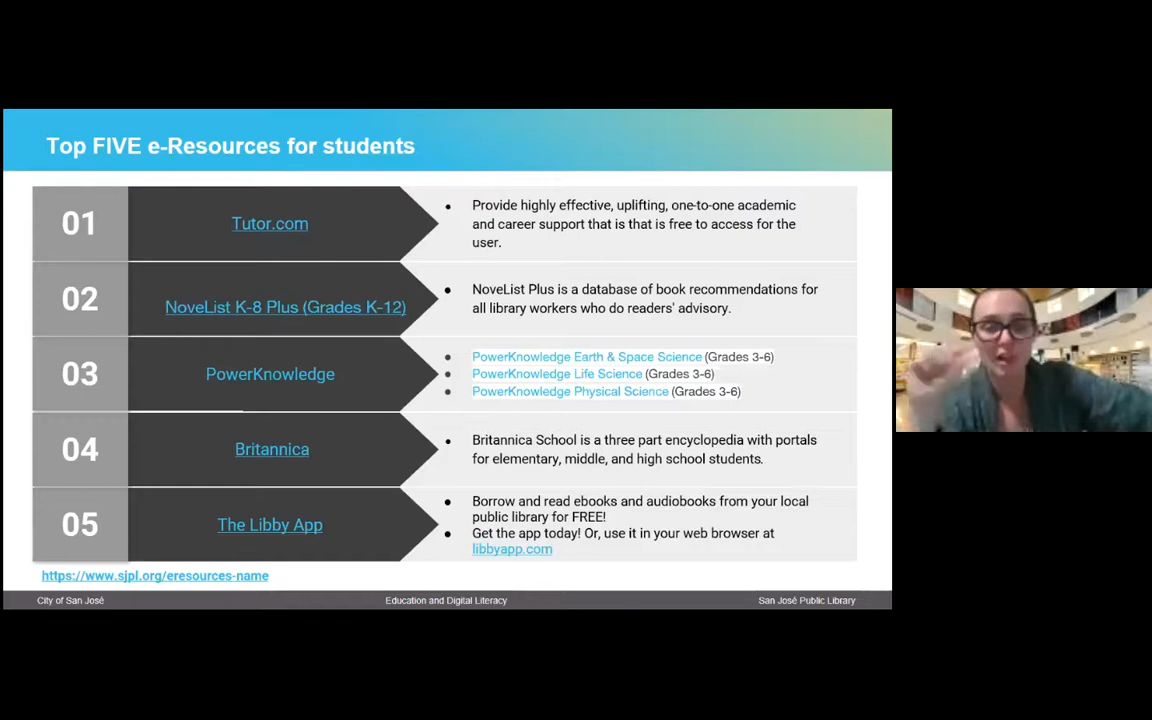 Top FIVE e-Resources for students
01
Tutor.com
Provide highly effective, uplifting, one-to-one academic
and career support that is that is free to access for the
user.
02
NoveList K-8 Plus (Grades K-12)
NoveList Plus is a database of book recommendations for
all library workers who do readers' advisory.
03
PowerKnowledge
PowerKnowledge Earth & Space Science (Grades 3-6)
PowerKnowledge Life Science (Grades 3-6)
PowerKnowledge Physical Science (Grades 3-6)
04
Britannica
Britannica School is a three part encyclopedia with portals
for elementary, middle, and high school students.
05
The Libby App
Borrow and read ebooks and audiobooks from your local
public library for FREE!
Get the app today! Or, use it in your web browser at
libbyapp.com
https://www.sjpl.org/eresources-name
City of San José
Education and Digital Literacy
San José Public Library